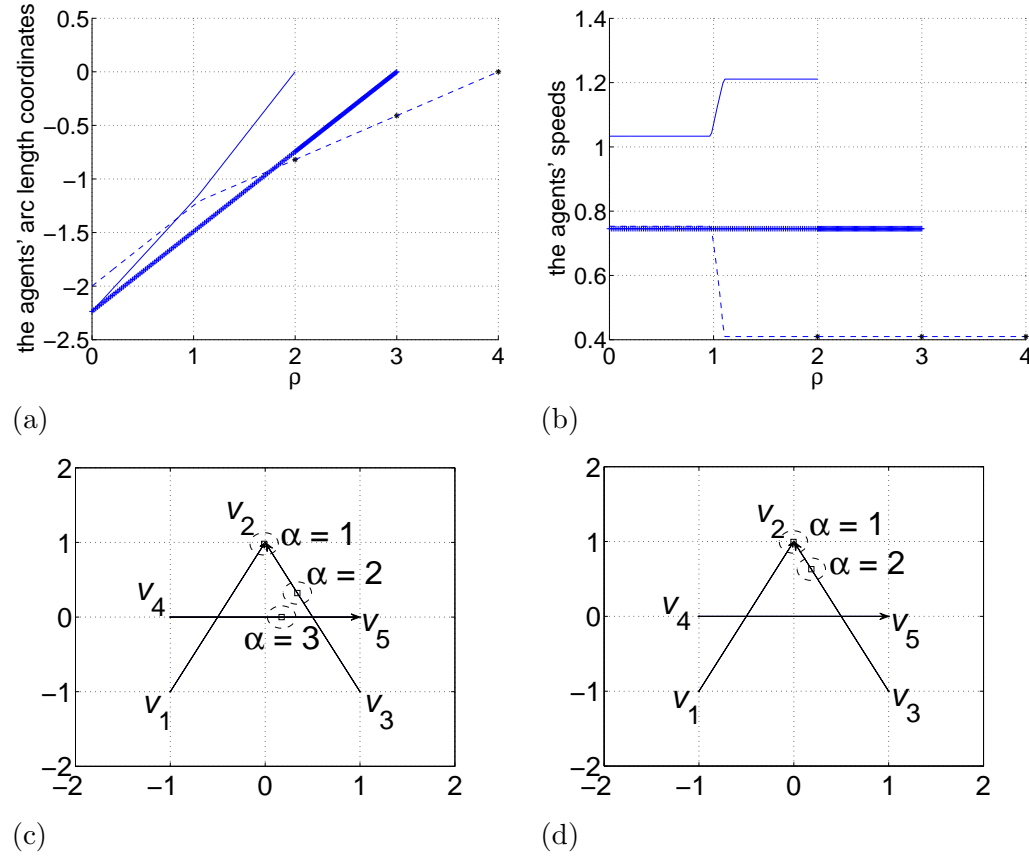 the agents' arc length coordinates
0.5
0
−0.5
−1
−1.5
−2
−2.5
0 1 2 3 4
ρ
(a)
the agents' speeds
1.4
1.2
1
0.8
0.6
0.4
0 1 2 3 4
ρ
(b)
2
1
0
−1
−2
−2 −1 0 1 2
v2
α = 1
α = 2
v4
v5
α = 3
v1
v3
(c)
2
1
0
−1
−2
−2 −1 0 1 2
v2
α = 1
α = 2
v4
v5
v1
v3
(d)